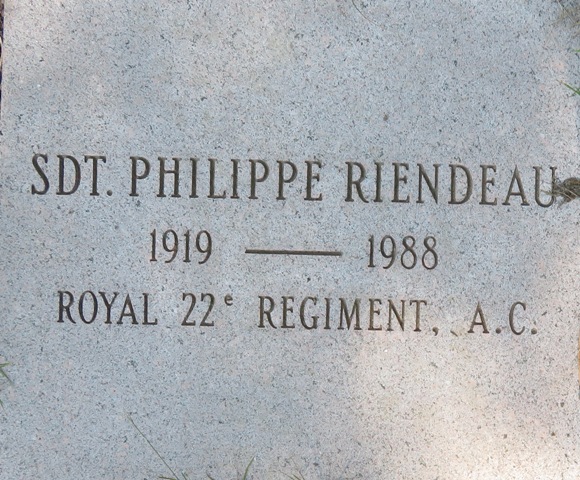 SDT. PHILIPPE RIENDEAU
1919 — 1988
ROYAL 22e REGIMENT, A.C.